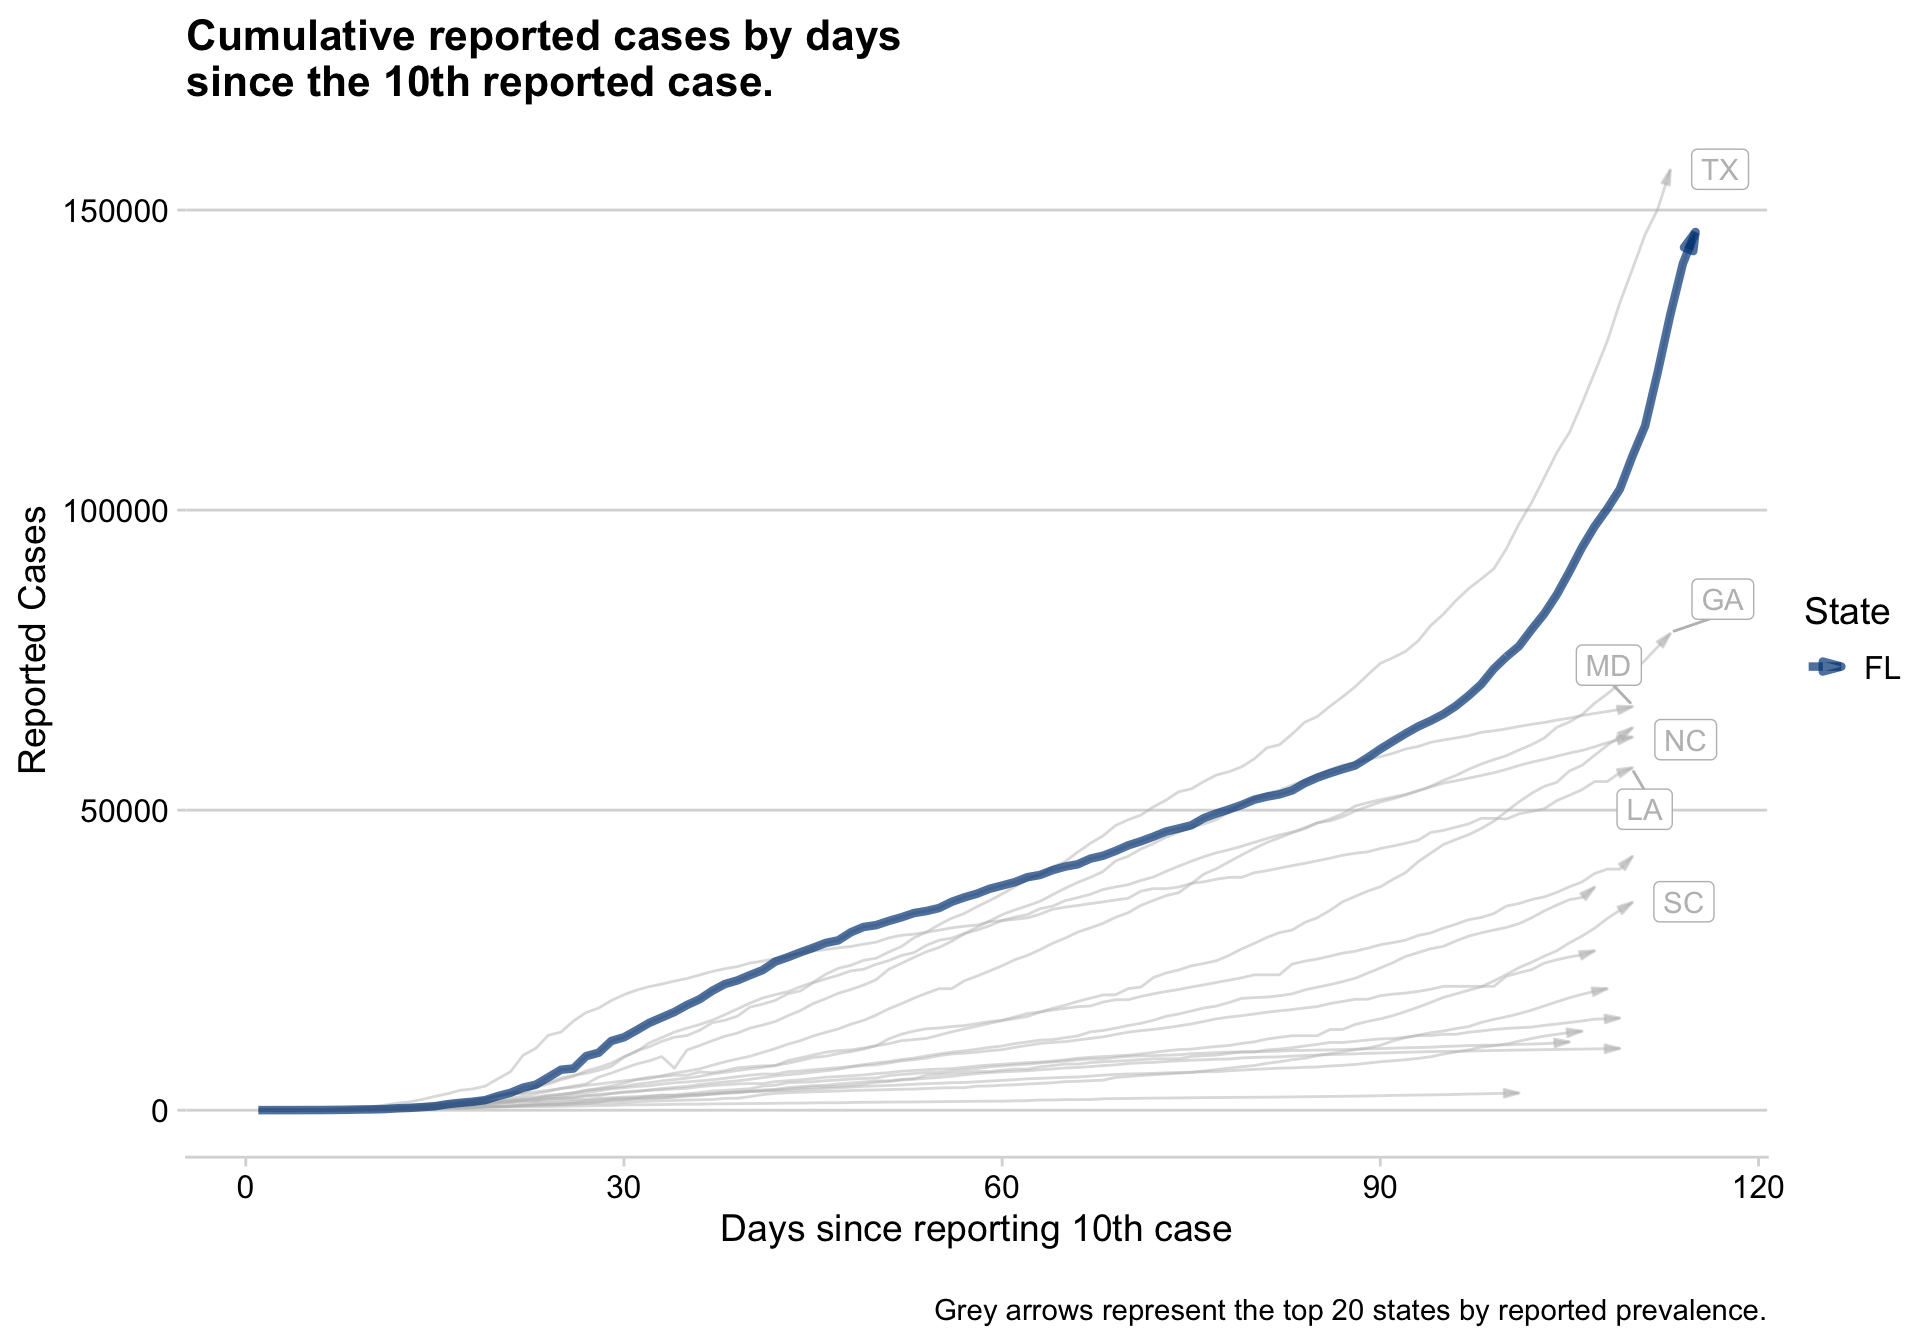 Cumulative reported cases by days
since the 10th reported case.
TX
150000
100000
GA
State
MD
FL
NC
Reported Cases
50000
LA
SC
0
0 30 60 90 120
Days since reporting 10th case
Grey arrows represent the top 20 states by reported prevalence.